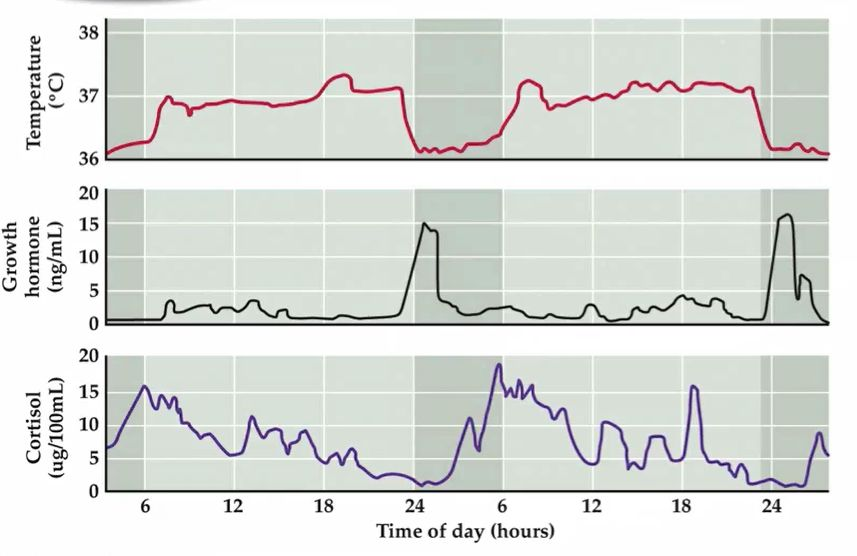 Temperature
(°C)
38
37
36
Growth
hormone
(ng/mL)
20
15
10
5
0
Cortisol
(ug/100mL)
20
15
10
5
0
6 12 18 24 6 12 18 24
Time of day (hours)